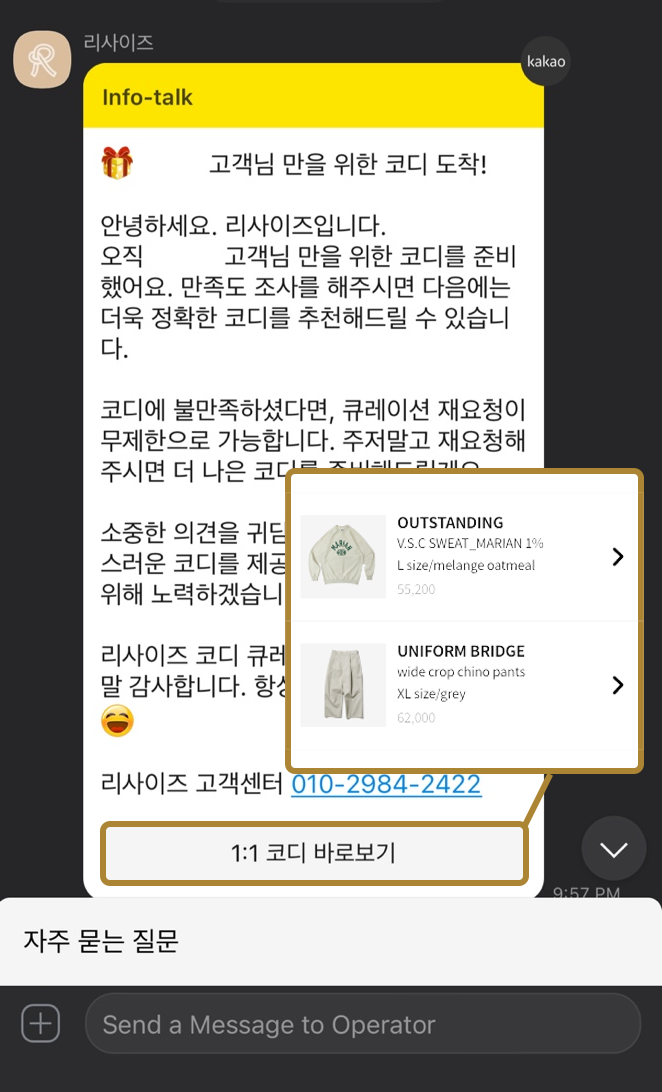 리사이즈
kakao
Info-talk
고객님 만을 위한 코디 도착!
안녕하세요. 리사이즈입니다.
오직 고객님 만을 위한 코디를 준비
했어요. 만족도 조사를 해주시면 다음에는
더욱 정확한 코디를 추천해드릴 수 있습니
다.
코디에 불만족하셨다면, 큐레이션 재요청이
무제한으로 가능합니다. 주저말고 재요청해
주시면 더 나은 코디를
소중한 의견을 귀담
스러운 코디를 제공
위해 노력하겠습니
리사이즈 코디 큐레
말 감사합니다. 항상
리사이즈 고객센터 010-2984-2422
1:1 코디 바로보기
OUTSTANDING
V.S.C SWEAT_MARIAN 1%
L size/melange oatmeal
55,200
MARIAN
UNIFORM BRIDGE
wide crop chino pants
XL size/grey
62,000
9:57 PM
자주 묻는 질문
Send a Message to Operator